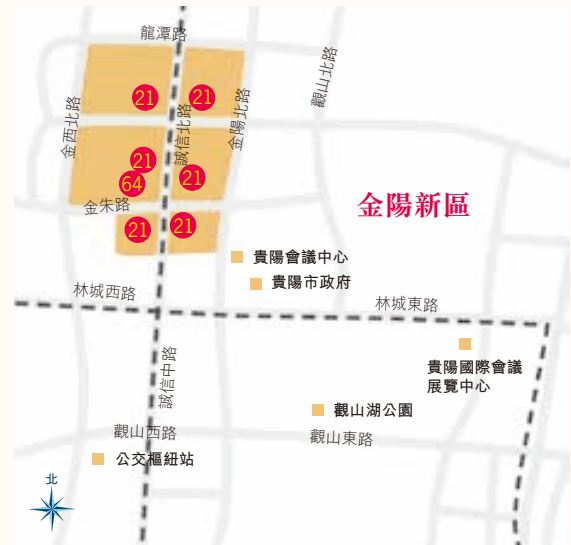 龍潭路
觀山北路
21
21
金西北路
誠信北路
金陽北路
21
64
21
金朱路
金陽新區
21
21
貴陽會議中心
貴陽市政府
林城西路
林城東路
誠信中路
貴陽國際會議
展覽中心
觀山湖公園
觀山西路
觀山東路
公交樞紐站
北